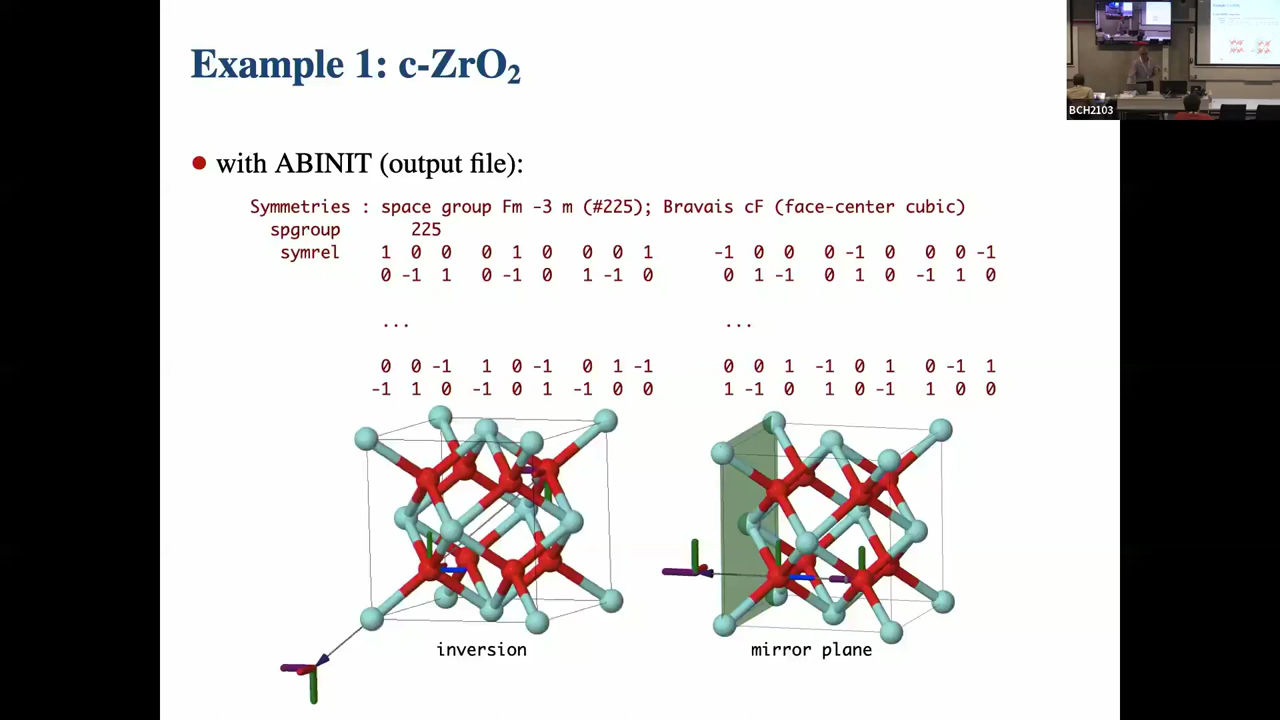 Example 1: c-ZrO₂
BCH2103
• with ABINIT (output file):
Symmetries : space group Fm -3 m (#225); Bravais cF (face-center cubic)
spgroup 225
symrel 1 0 0 0 1 0 0 0 1 -1 0 0 0 -1 0 0 0 -1
0 -1 1 0 -1 0 1 -1 0 0 1 -1 0 1 0 -1 1 0
... ...
0 0 -1 1 0 -1 0 1 -1 0 0 1 -1 0 1 0 -1 1
-1 1 0 -1 0 1 -1 0 0 1 -1 0 1 0 -1 1 0 0
inversion
mirror plane